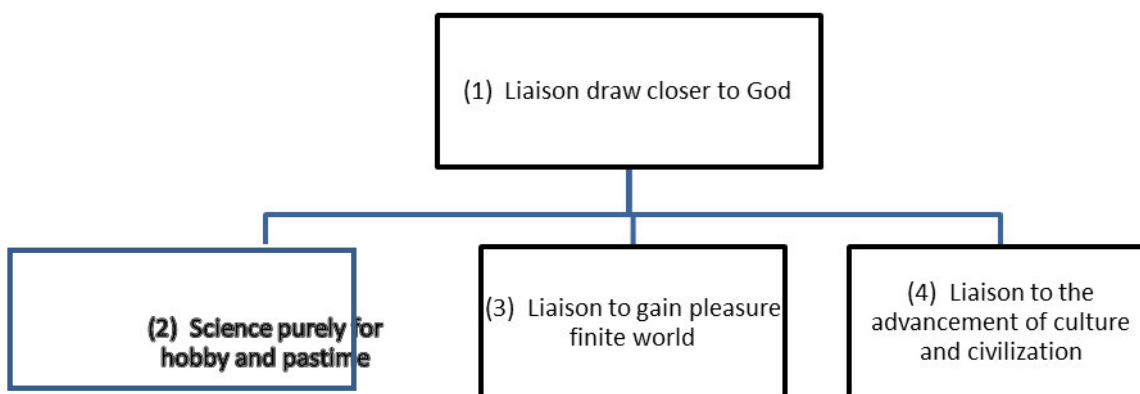 (1) Liaison draw closer to God
(2) Science purely for
hobby and pastime
(3) Liaison to gain pleasure
finite world
(4) Liaison to the
advancement of culture
and civilization